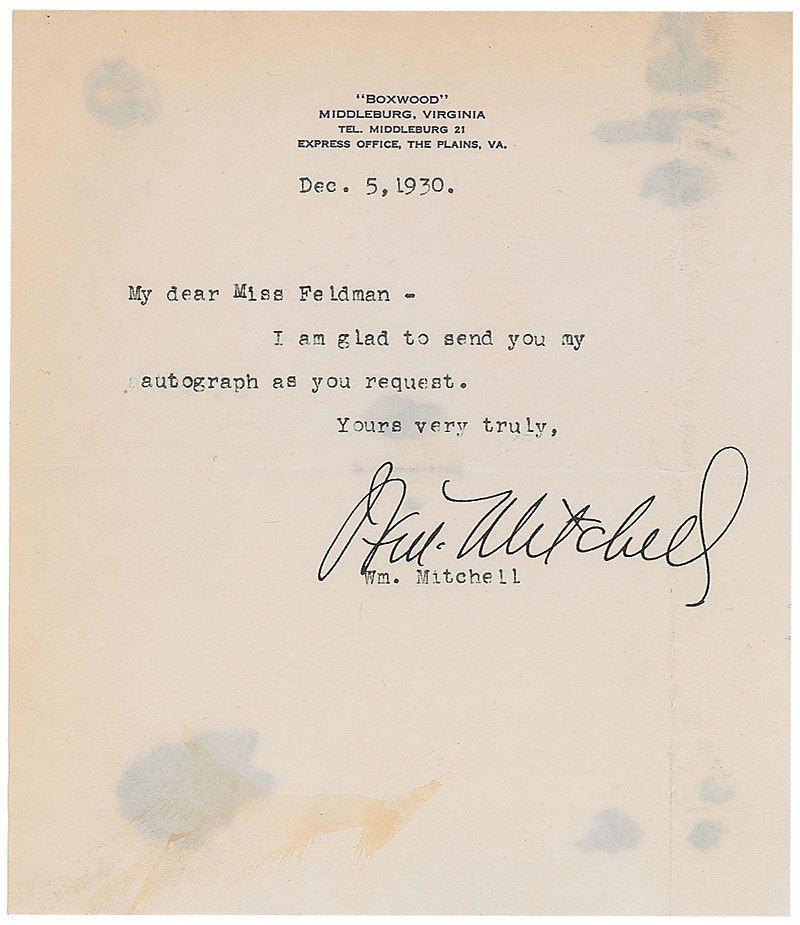 "BOXWOOD"
MIDDLEBURG, VIRGINIA
TEL. MIDDLEBURG 21
EXPRESS OFFICE, THE PLAINS, VA.
Dec. 5,1930.
My dear Miss Feldman -
I am glad to send you my
autograph as you request.
Yours very truly,
Wm. Mitchell
Wm. Mitchell